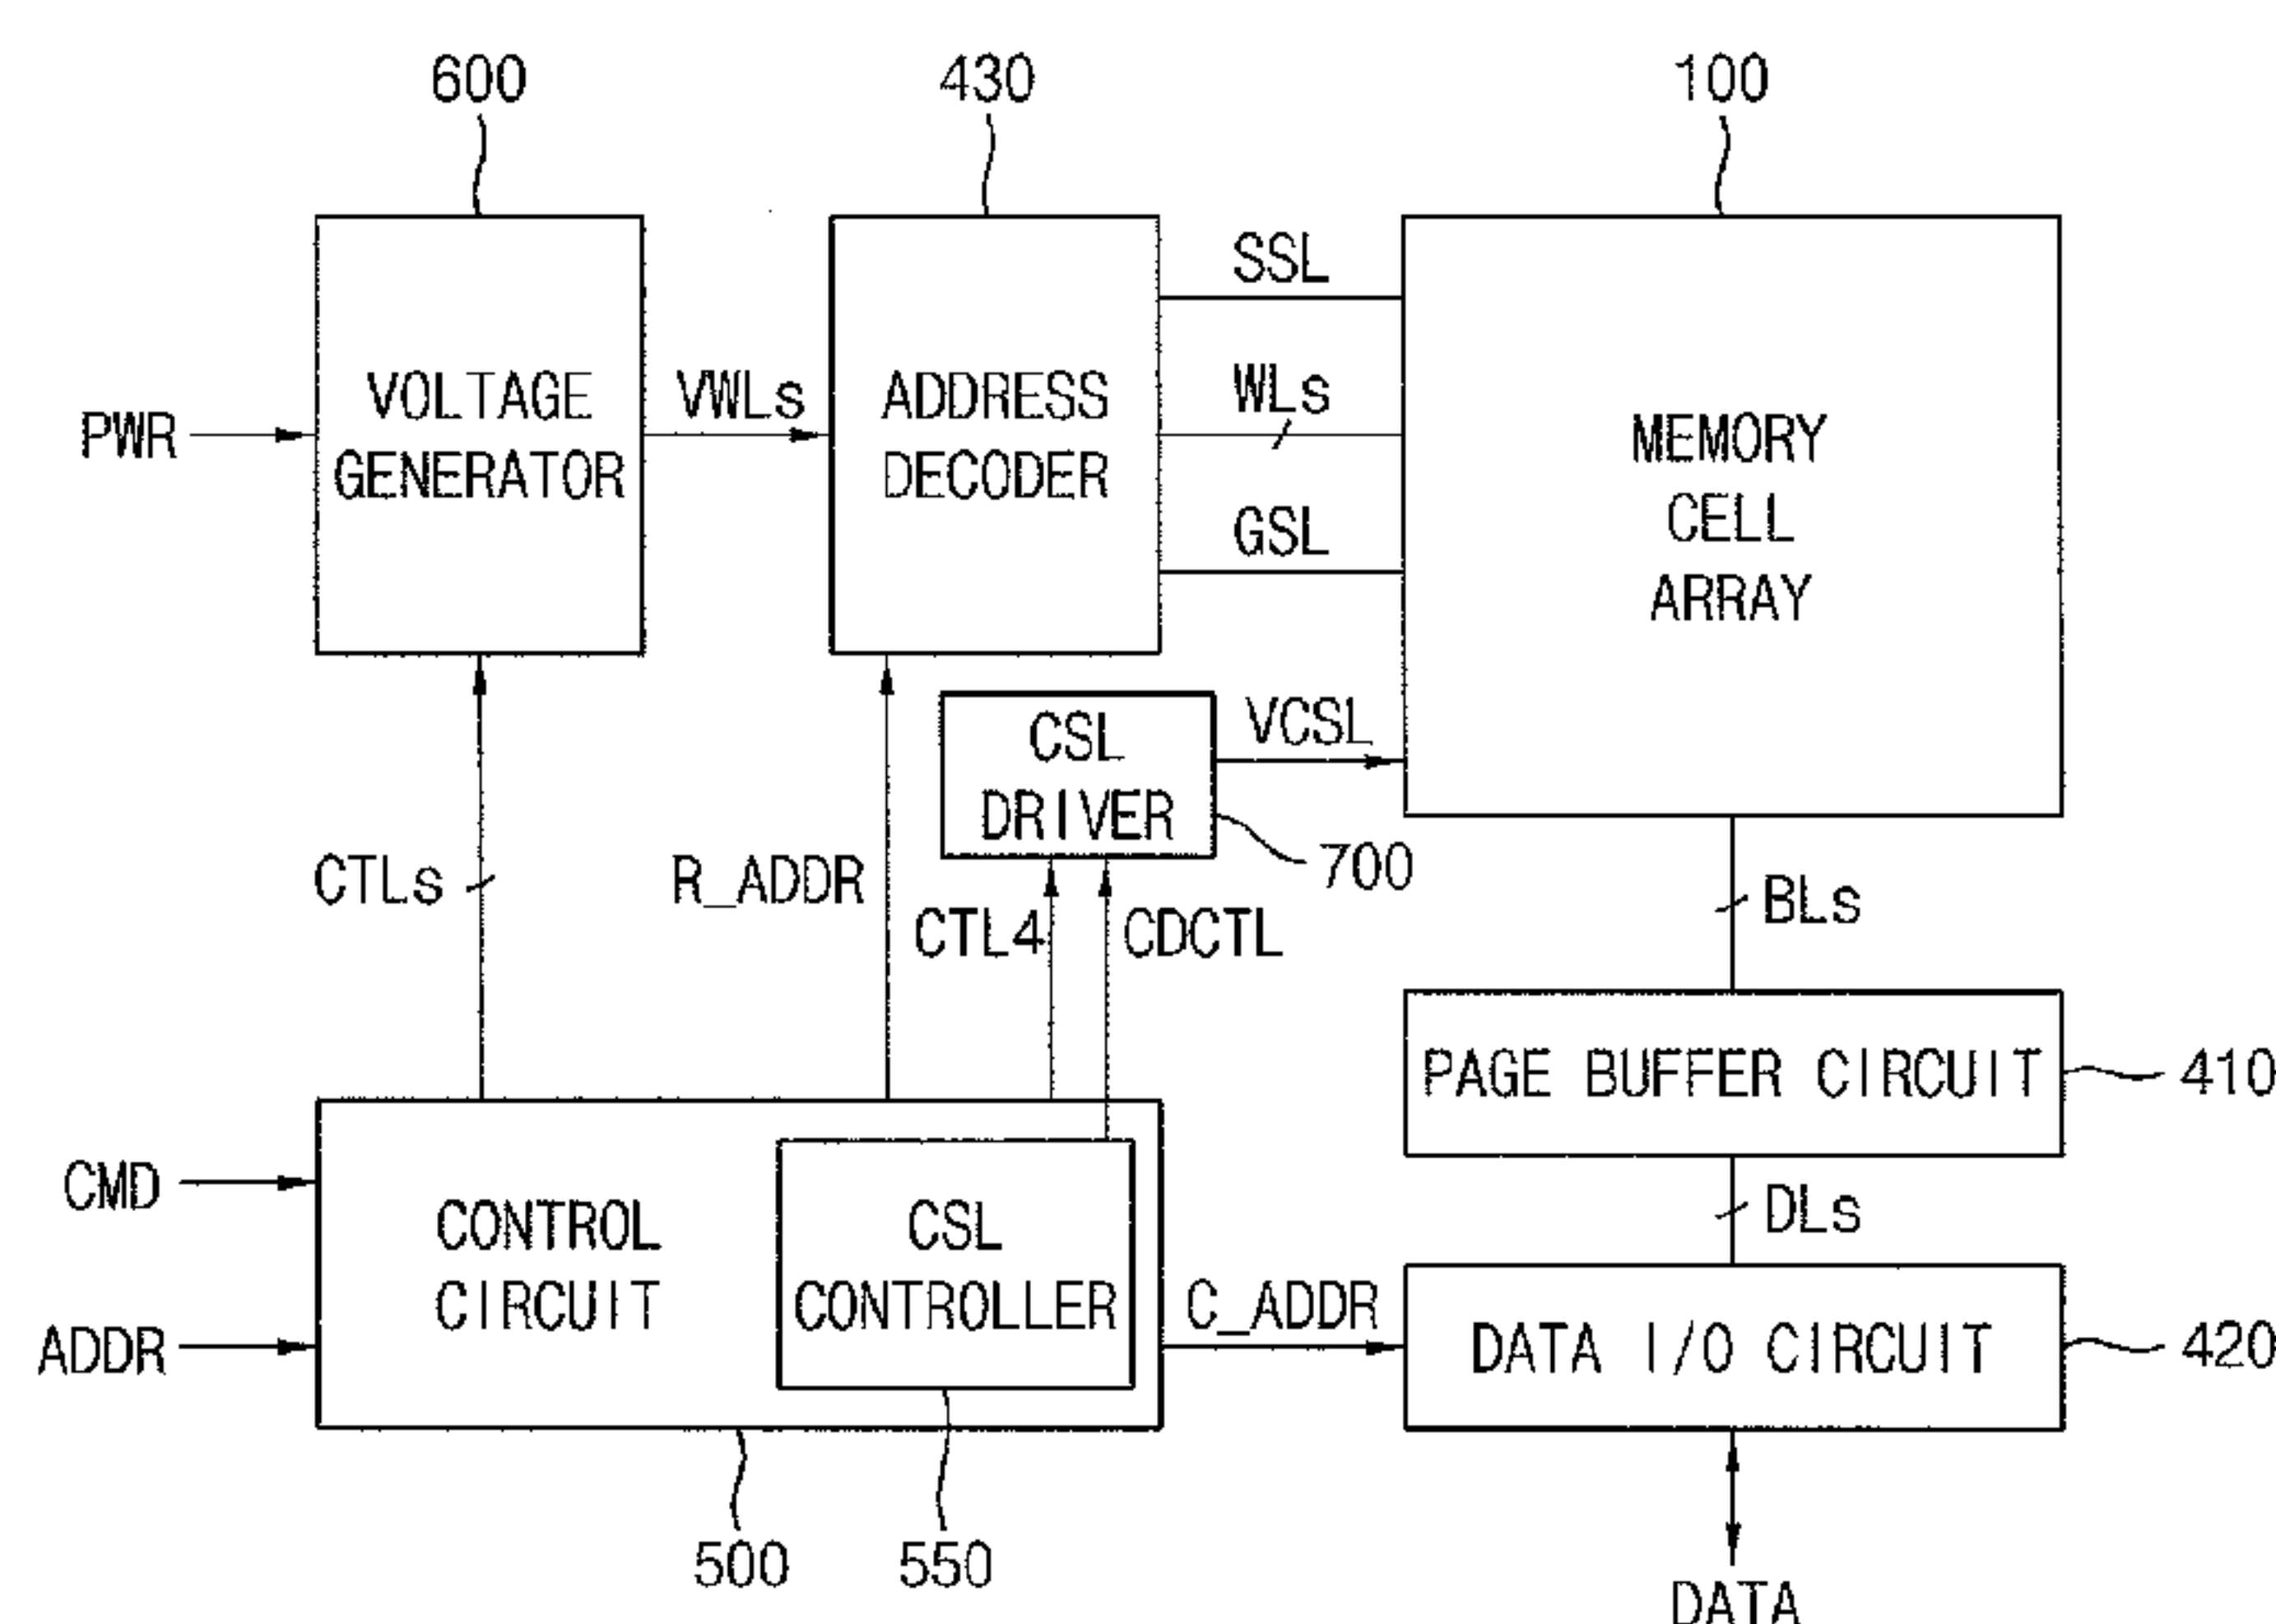 600
430
100
SSL
VOLTAGE
GENERATOR
VWLs
ADDRESS
DECODER
WLs
MEMORY
CELL
ARRAY
PWR
GSL
CSL
DRIVER
VCSL
700
CTLs
R_ADDR
CTL4
CDCTL
BLs
PAGE BUFFER CIRCUIT
410
CMD
CONTROL
CIRCUIT
CSL
CONTROLLER
DLs
ADDR
C_ADDR
DATA I/O CIRCUIT
420
500
550
DATA